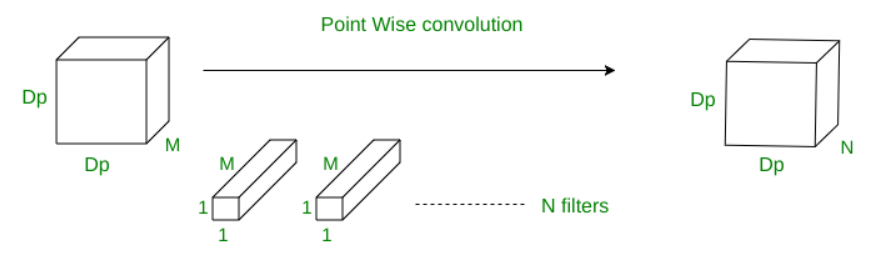 Point Wise convolution
Dp
Dp
M
M
1
1
M
1
1
N filters
Dp
Dp
N